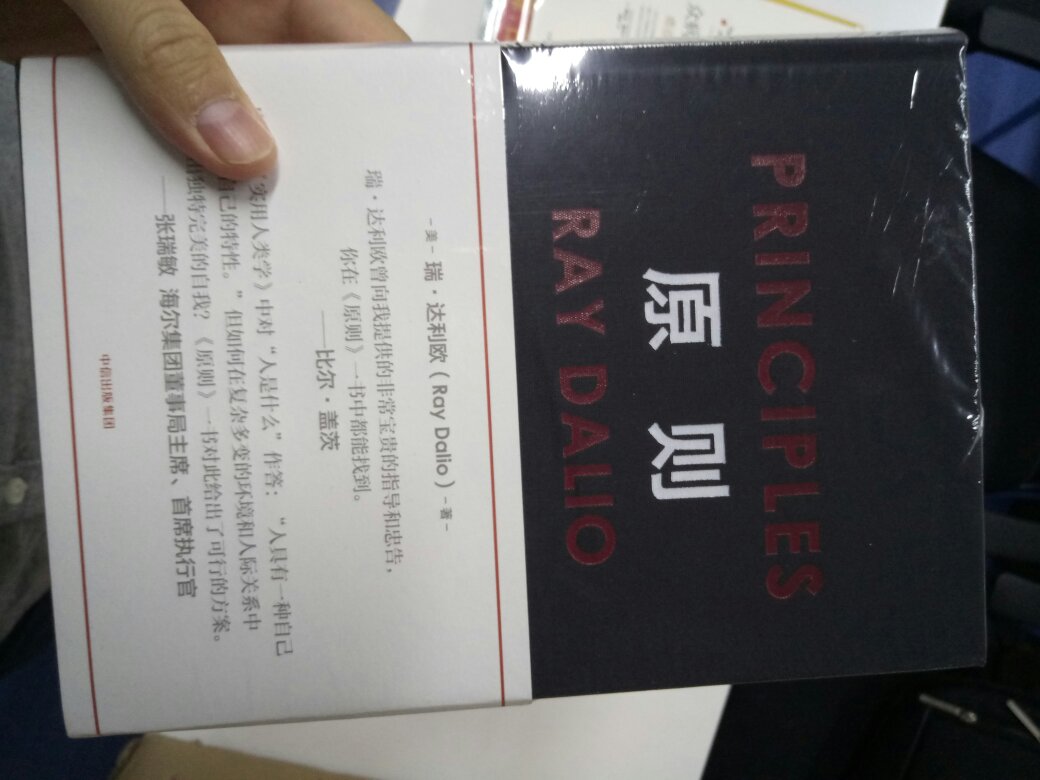 PRINCIPLES
原则
RAY DALIO
-美- 瑞·达利欧（Ray Dalio）-著-
瑞·达利欧曾向我提供的非常宝贵的指导和忠告，
你在《原则》一书中都能找到。
——比尔·盖茨
实用人类学》中对“人是什么”作答：“人具有一种自己
自己的特性。”但如何在复杂多变的环境和人际关系中
独特完美的自我？《原则》一书对此给出了可行的方案。
——张瑞敏 海尔集团董事局主席、首席执行官
中信出版集团